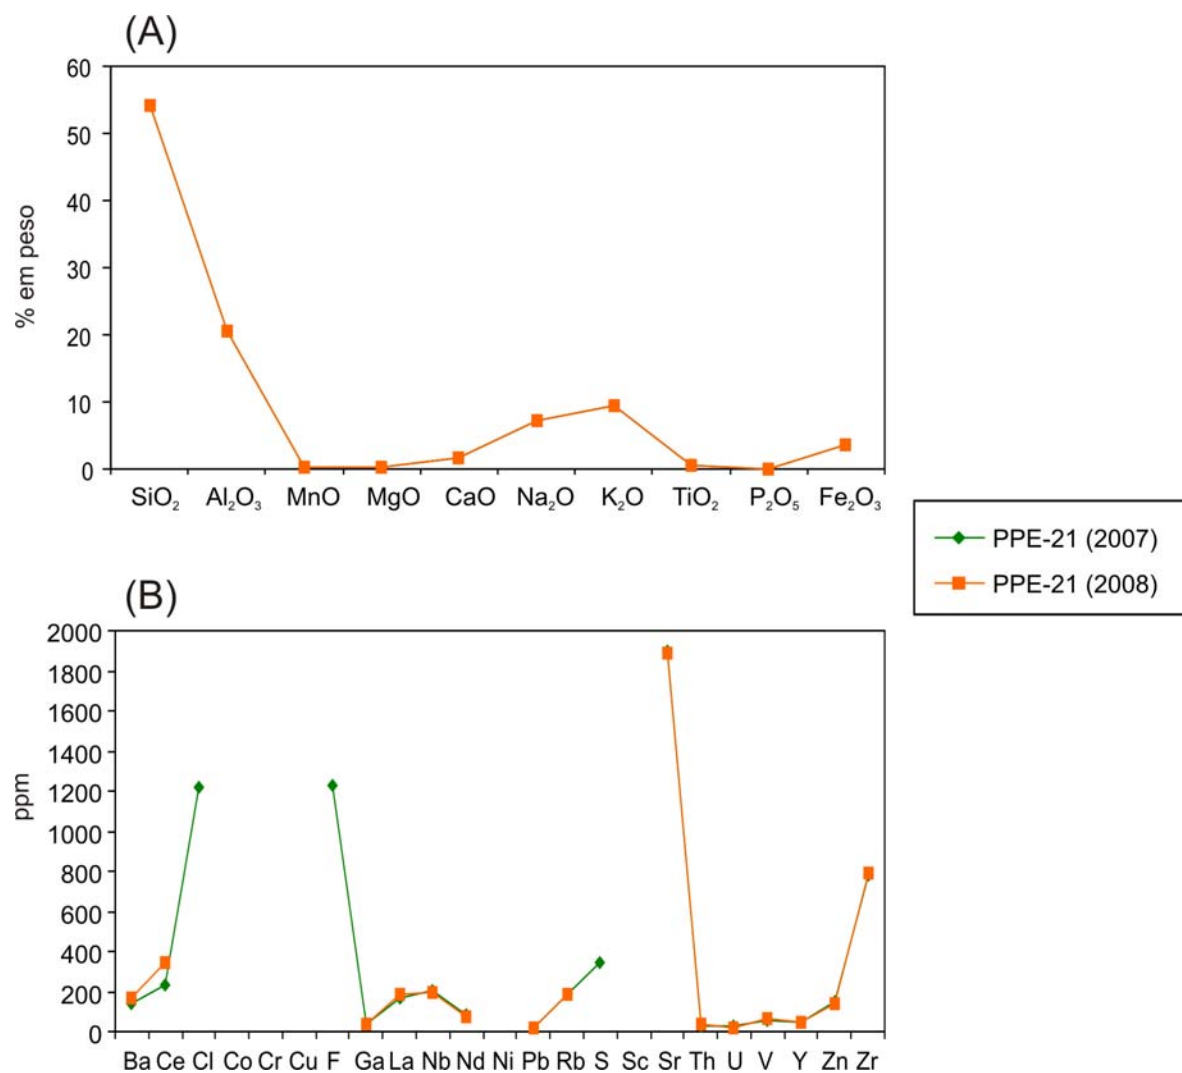 (A)
60
50
40
30
20
10
0
% em peso
SiO₂ Al₂O₃ MnO MgO CaO Na₂O K₂O TiO₂ P₂O₅ Fe₂O₃
PPE-21 (2007)
PPE-21 (2008)
(B)
2000
1800
1600
1400
1200
1000
800
600
400
200
0
ppm
Ba Ce Cl Co Cr Cu F Ga La Nb Nd Ni Pb Rb S Sc Sr Th U V Y Zn Zr